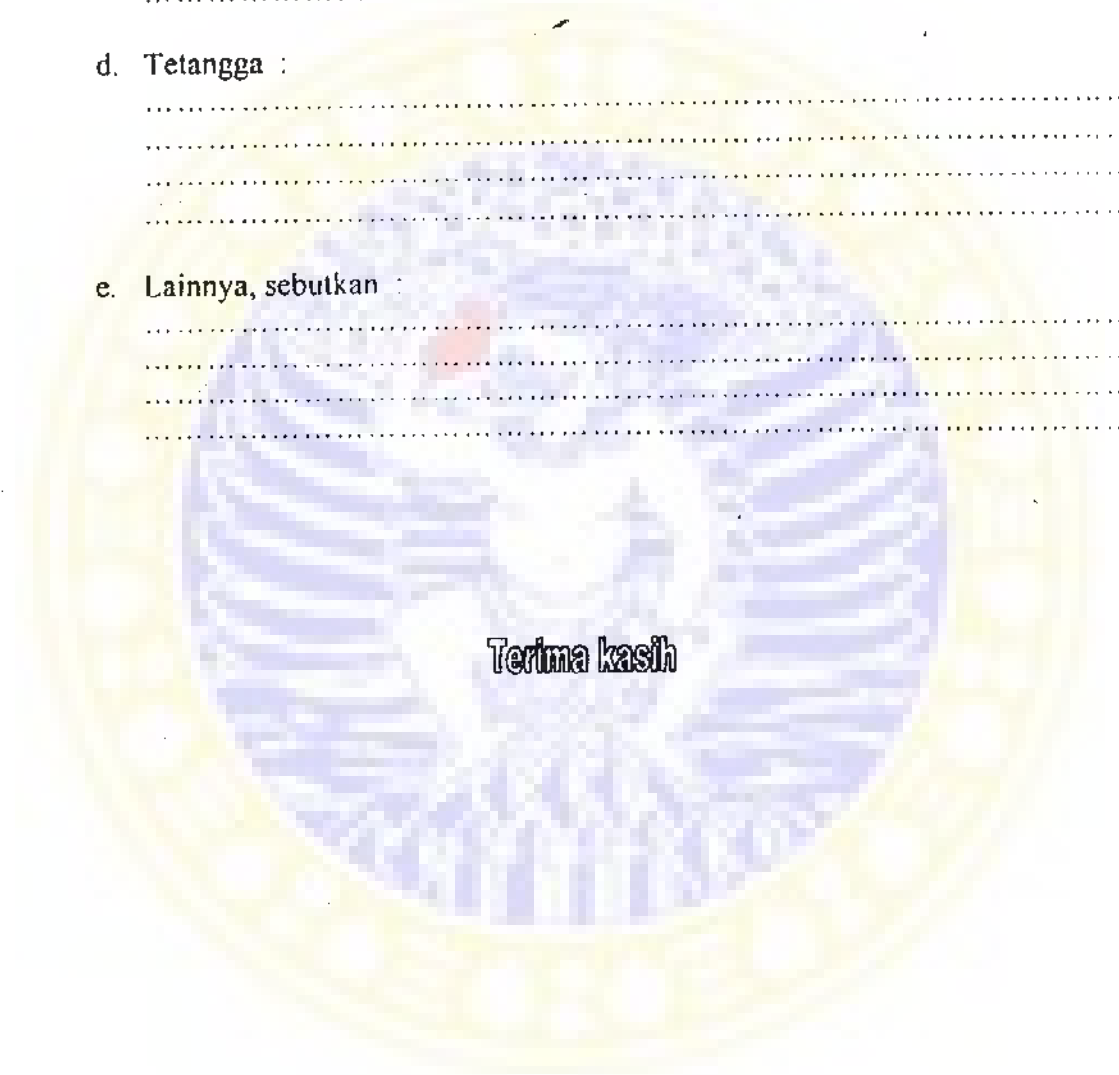 d. Tetangga :
e. Lainnya, sebutkan :
Terima kasih